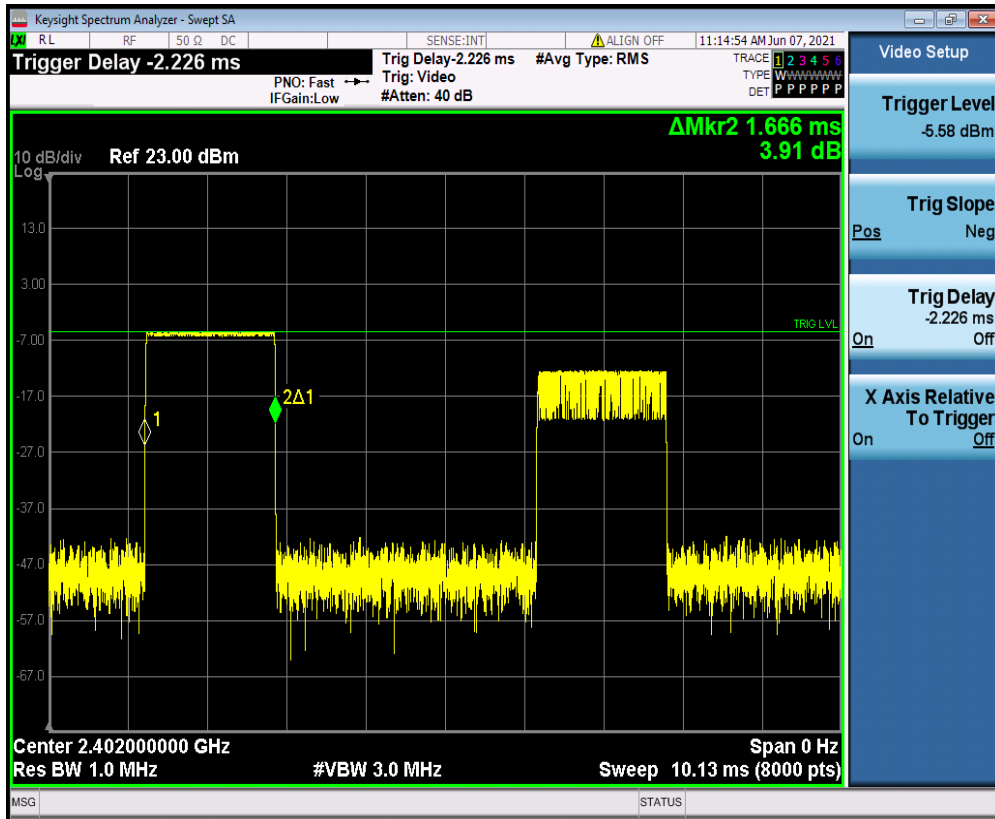 Keysight Spectrum Analyzer - Swept SA
LXI RL RF 50 Ω DC SENSE:INT ALIGN OFF 11:14:54 AM Jun 07, 2021
Trigger Delay -2.226 ms
PNO: Fast
IFGain:Low
Trig Delay-2.226 ms
Trig: Video
#Atten: 40 dB
#Avg Type: RMS
TRACE 1 2 3 4 5 6
TYPE WWWWWW
DET P P P P P P
ΔMkr2 1.666 ms
3.91 dB
10 dB/div Ref 23.00 dBm
Log
13.0
3.00
TRIG LVL
-7.00
-17.0
2Δ1
1
-27.0
-37.0
-47.0
-57.0
-67.0
Center 2.402000000 GHz Span 0 Hz
Res BW 1.0 MHz #VBW 3.0 MHz Sweep 10.13 ms (8000 pts)
MSG STATUS
Video Setup
Trigger Level
-5.58 dBm
Trig Slope
Pos Neg
Trig Delay
-2.226 ms
On Off
X Axis Relative
To Trigger
On Off